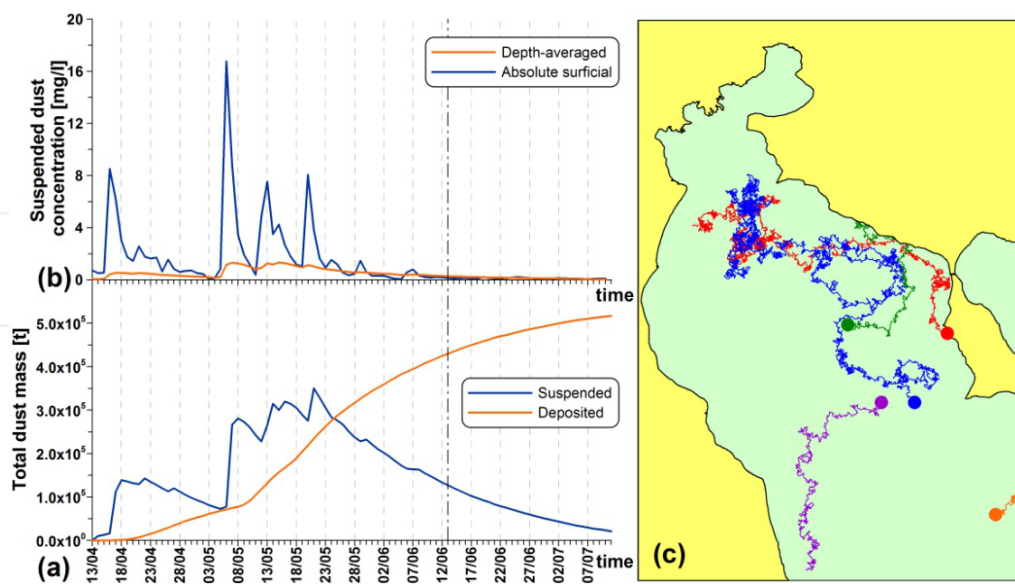 20
16
12
8
4
0
Suspended dust
concentration [mg/l]
Depth-averaged
Absolute surficial
(b)
time
5.0x10⁵
4.0x10⁵
3.0x10⁵
2.0x10⁵
1.0x10⁵
0.0x10⁰
Total dust mass [t]
Suspended
Deposited
(a)
time
13/04
18/04
23/04
28/04
03/05
08/05
13/05
18/05
23/05
28/05
02/06
07/06
12/06
17/06
22/06
27/06
02/07
07/07
(c)